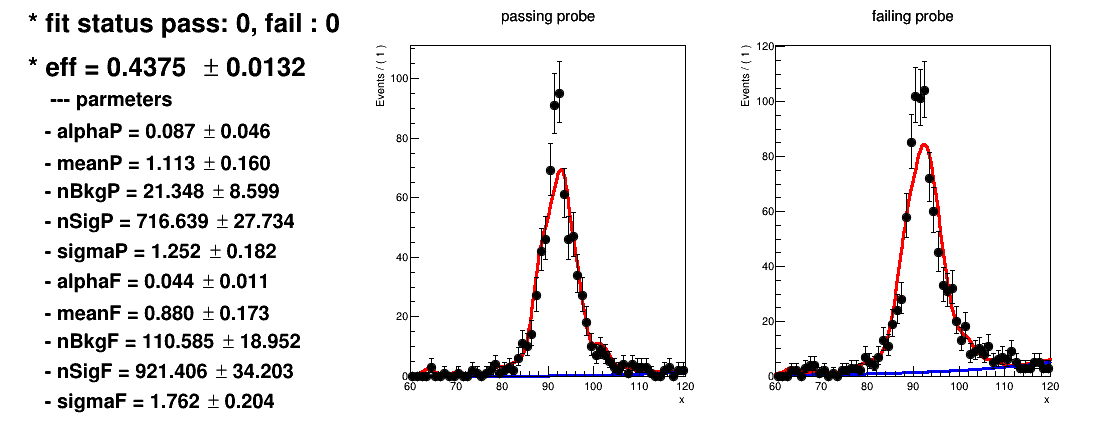 * fit status pass: 0, fail : 0
* eff = 0.4375 ± 0.0132
--- parmeters
- alphaP = 0.087 ± 0.046
- meanP = 1.113 ± 0.160
- nBkgP = 21.348 ± 8.599
- nSigP = 716.639 ± 27.734
- sigmaP = 1.252 ± 0.182
- alphaF = 0.044 ± 0.011
- meanF = 0.880 ± 0.173
- nBkgF = 110.585 ± 18.952
- nSigF = 921.406 ± 34.203
- sigmaF = 1.762 ± 0.204
passing probe
Events / ( 1 )
100
80
60
40
20
0
60 70 80 90 100 110 120
x
failing probe
Events / ( 1 )
120
100
80
60
40
20
0
60 70 80 90 100 110 120
x